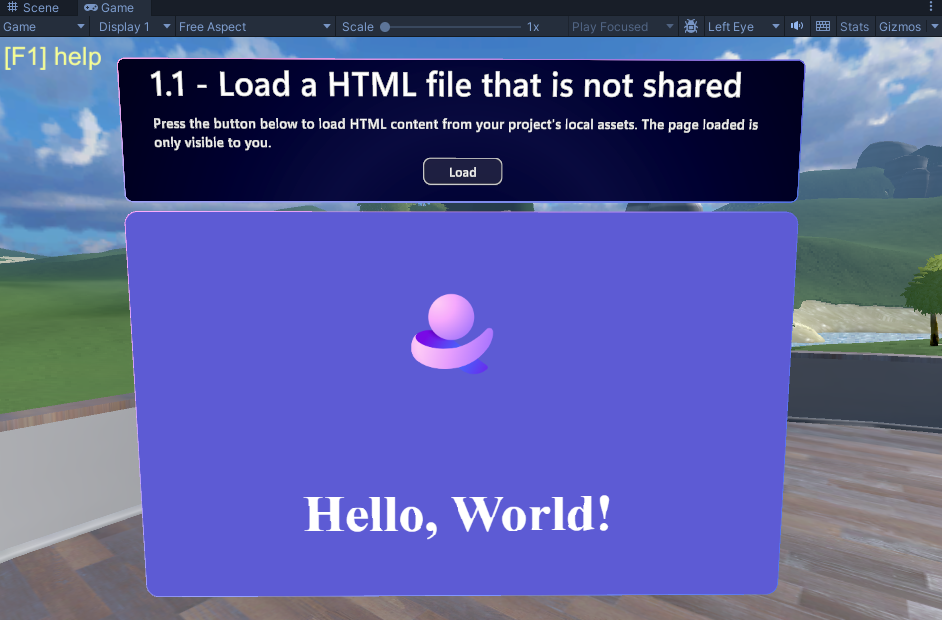 Scene Game
Game Display 1 Free Aspect Scale 1x Play Focused Left Eye Stats Gizmos
[F1] help
1.1 - Load a HTML file that is not shared
Press the button below to load HTML content from your project's local assets. The page loaded is
only visible to you.
Load
Hello, World!